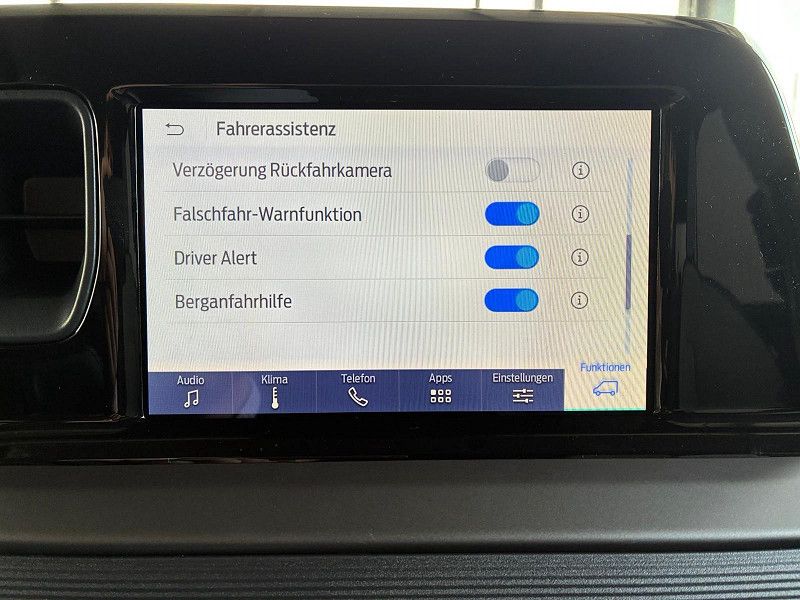 Fahrerassistenz
Verzögerung Rückfahrkamera
Falschfahr-Warnfunktion
Driver Alert
Berganfahrhilfe
Audio Klima Telefon Apps Einstellungen Funktionen